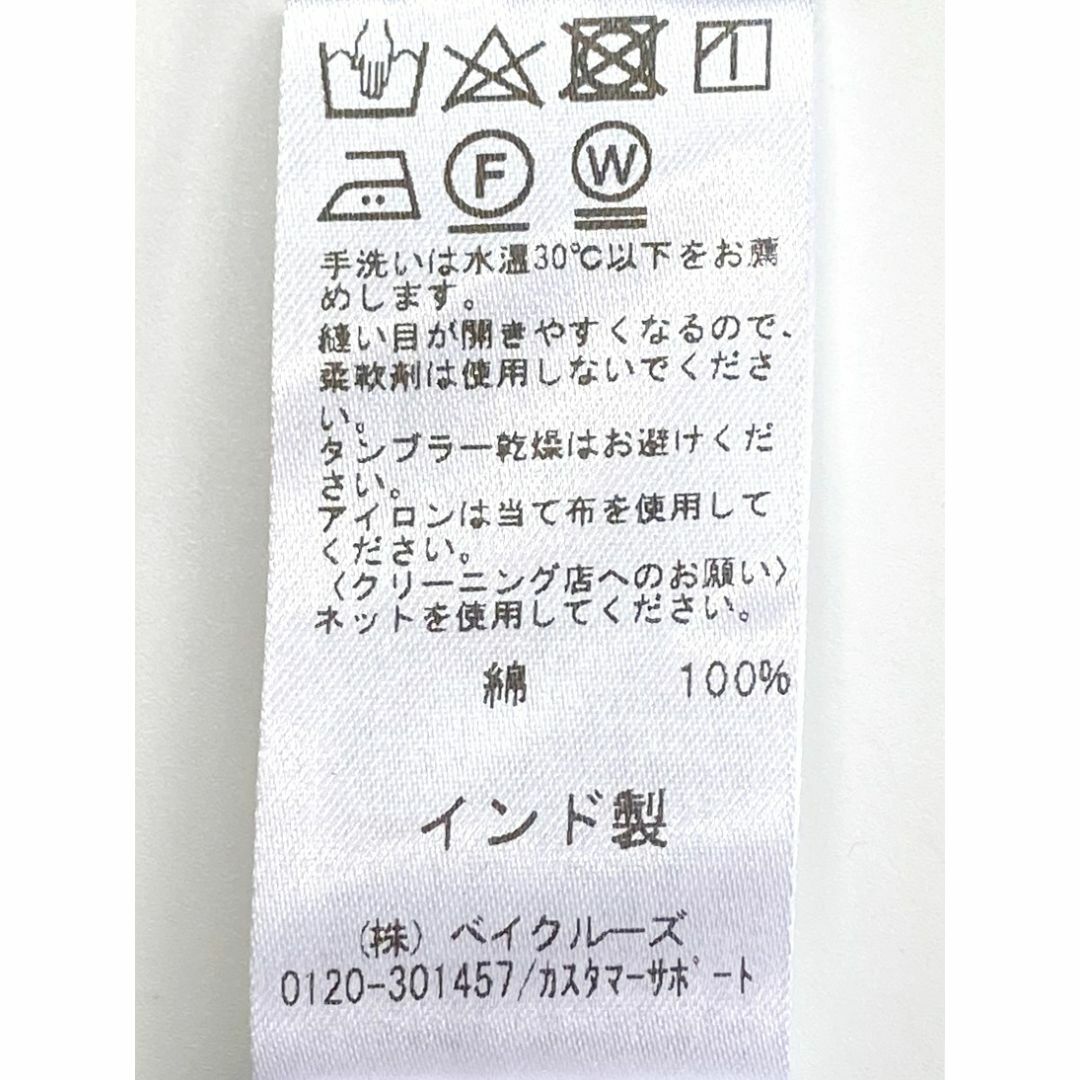 F W
手洗いは水温30℃以下をお薦
めします。
縫い目が開きやすくなるので、
柔軟剤は使用しないでくださ
い。
タンブラー乾燥はお避けくだ
さい。
アイロンは当て布を使用して
ください。
〈クリーニング店へのお願い〉
ネットを使用してください。
綿 100%
インド製
(株) ベイクルーズ
0120-301457/カスタマーサポート